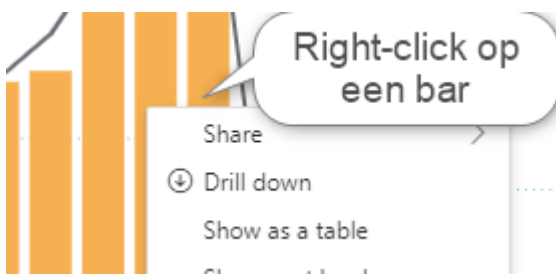 Right-click op
een bar
Share
Drill down
Show as a table